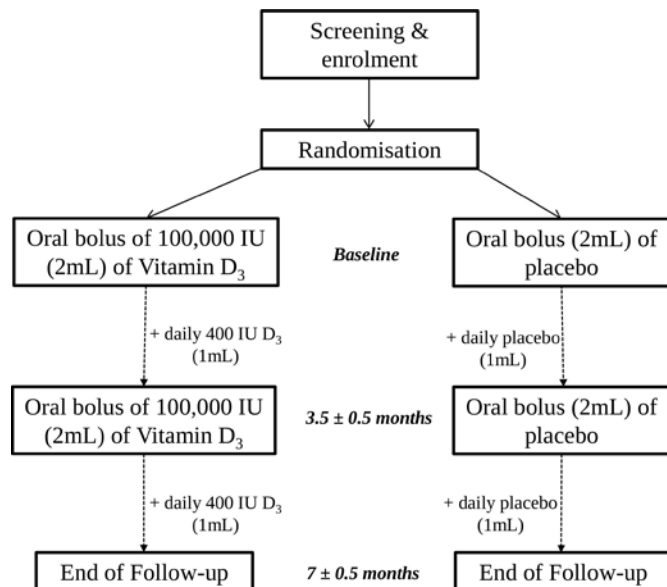 Screening &
enrolment
Randomisation
Oral bolus of 100,000 IU
(2mL) of Vitamin D₃
Baseline
Oral bolus (2mL) of
placebo
+ daily 400 IU D₃
(1mL)
+ daily placebo
(1mL)
Oral bolus of 100,000 IU
(2mL) of Vitamin D₃
3.5 ± 0.5 months
Oral bolus (2mL) of
placebo
+ daily 400 IU D₃
(1mL)
+ daily placebo
(1mL)
End of Follow-up
7 ± 0.5 months
End of Follow-up